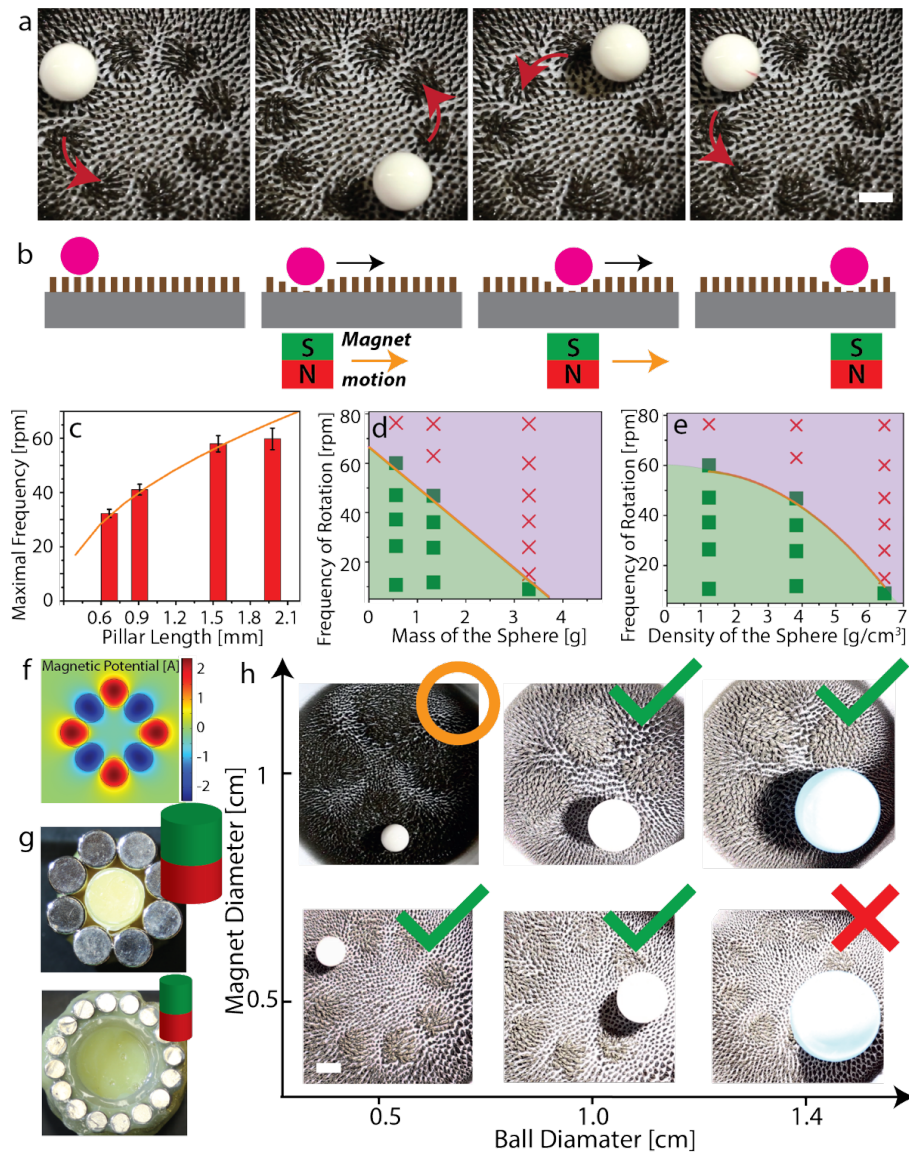 a
b
S
N
Magnet
motion
S
N
S
N
c
Maximal Frequency [rpm]
60
40
20
0
0.6 0.9 1.2 1.5 1.8 2.1
Pillar Length [mm]
d
Frequency of Rotation [rpm]
80
60
40
20
0
0 1 2 3 4
Mass of the Sphere [g]
e
Frequency of Rotation [rpm]
80
60
40
20
0
0 1 2 3 4 5 6 7
Density of the Sphere [g/cm³]
f
Magnetic Potential [A]
2
1
0
-1
-2
g
h
Magnet Diameter [cm]
1
0.5
0.5 1.0 1.4
Ball Diamater [cm]